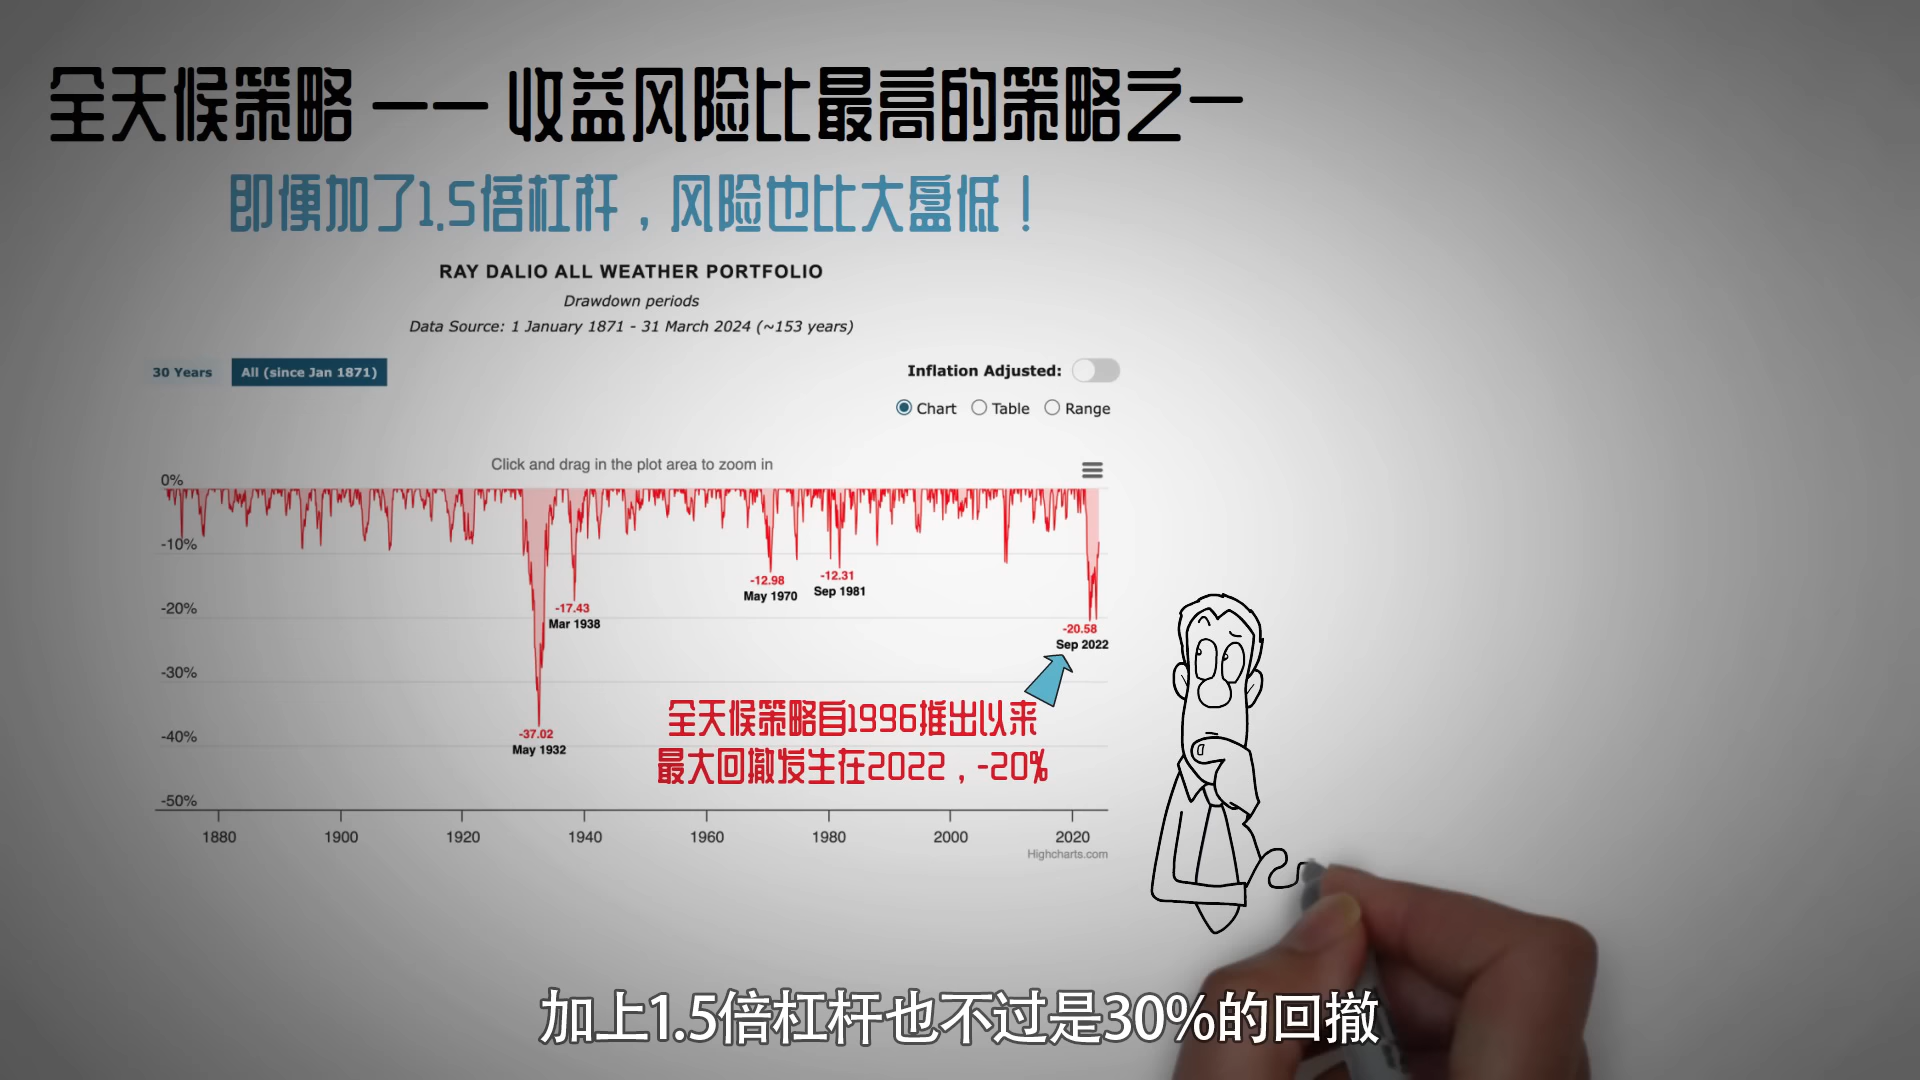 全天候策略 —— 收益风险比最高的策略之一
即便加了1.5倍杠杆，风险也比大盘低！
RAY DALIO ALL WEATHER PORTFOLIO
Drawdown periods
Data Source: 1 January 1871 - 31 March 2024 (~153 years)
30 Years All (since Jan 1871) Inflation Adjusted:
Chart Table Range
Click and drag in the plot area to zoom in
0%
-10%
-20%
-30%
-40%
-50%
-37.02
May 1932
-17.43
Mar 1938
-12.98
May 1970
-12.31
Sep 1981
-20.58
Sep 2022
全天候策略自1996推出以来
最大回撤发生在2022，-20%
1880 1900 1920 1940 1960 1980 2000 2020
Highcharts.com
加上1.5倍杠杆也不过是30%的回撤